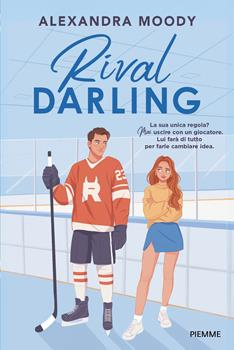 ALEXANDRA MOODY
Rival
DARLING
La sua unica regola?
Mai uscire con un giocatore.
Lui farà di tutto
per farle cambiare idea.
23
PIEMME